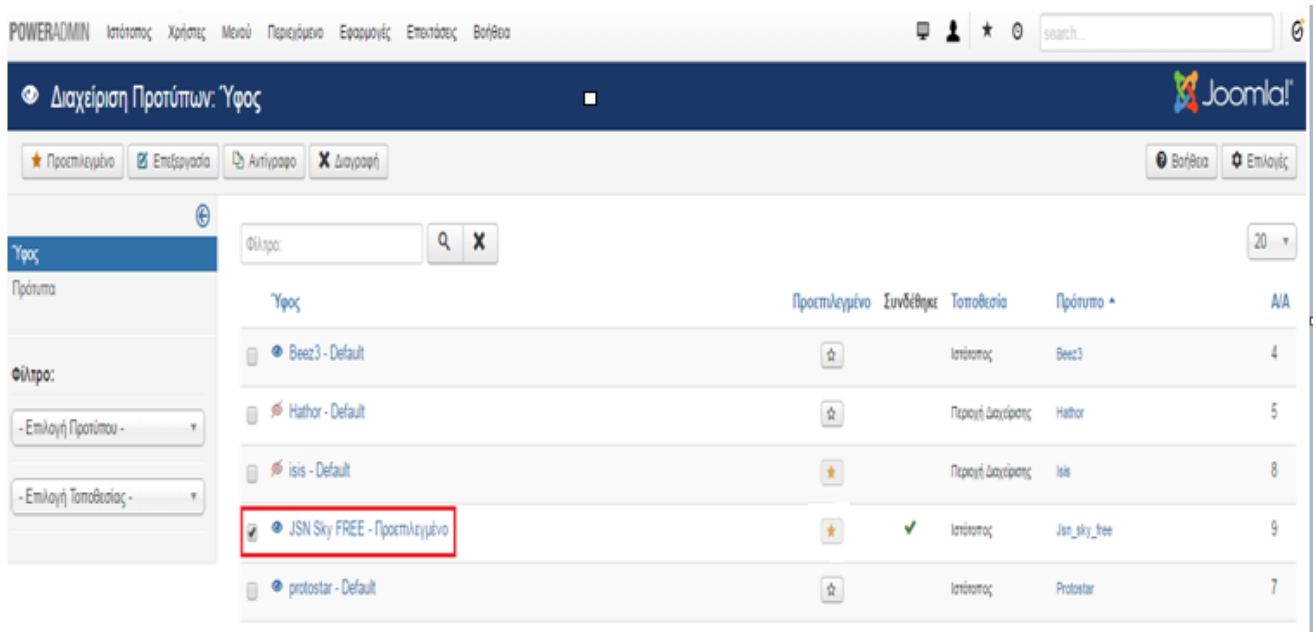 POWERADMIN Ιστότοπος Χρήστες Μενού Περιεχόμενο Εφαρμογές Επεκτάσεις Βοήθεια search...
Διαχείριση Προτύπων: Ύφος Joomla!
Προεπιλεγμένο Επεξεργασία Αντίγραφο Διαγραφή Βοήθεια Επιλογές
Ύφος
Πρότυπα
Φίλτρο:
- Επιλογή Προτύπου -
- Επιλογή Τοποθεσίας -
Φίλτρο: 20
Ύφος Προεπιλεγμένο Συνδέθηκε Τοποθεσία Πρότυπο Α/Α
Beez3 - Default Ιστότοπος Beez3 4
Hathor - Default Περιοχή Διαχείρισης Hathor 5
isis - Default Περιοχή Διαχείρισης Isis 8
JSN Sky FREE - Προεπιλεγμένο Ιστότοπος Jsn_sky_free 9
protostar - Default Ιστότοπος Protostar 7